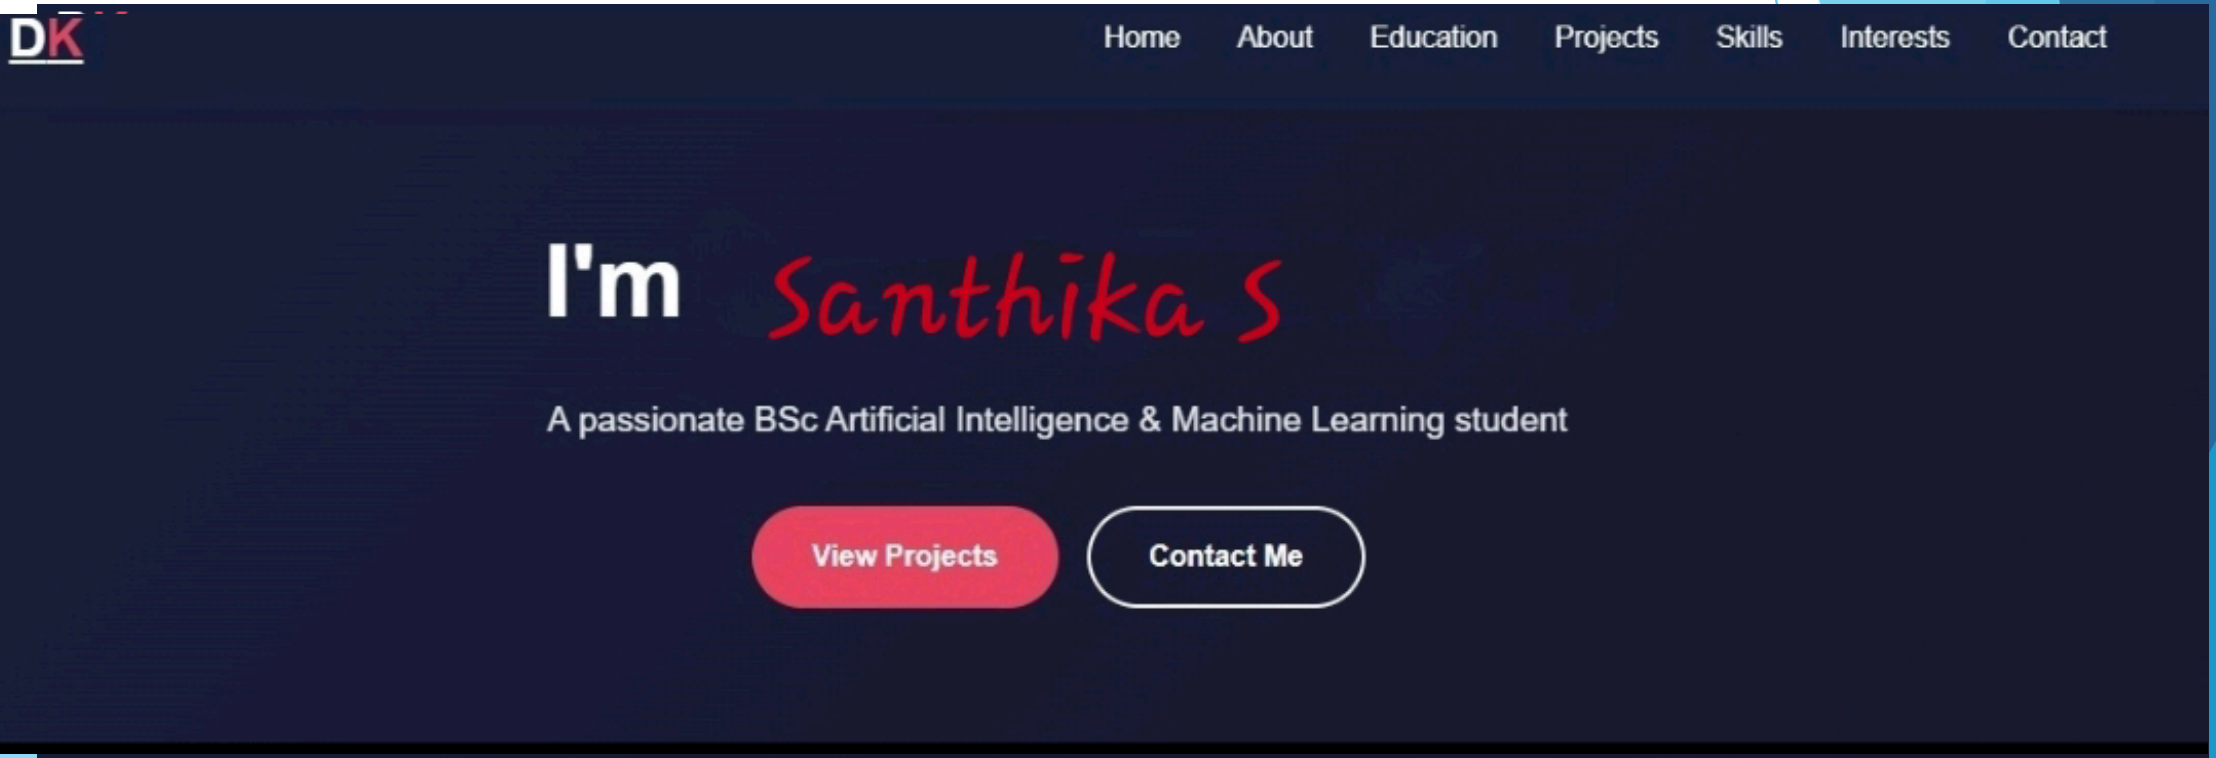 DK
Home About Education Projects Skills Interests Contact
I'm Santhika S
A passionate BSc Artificial Intelligence & Machine Learning student
View Projects Contact Me